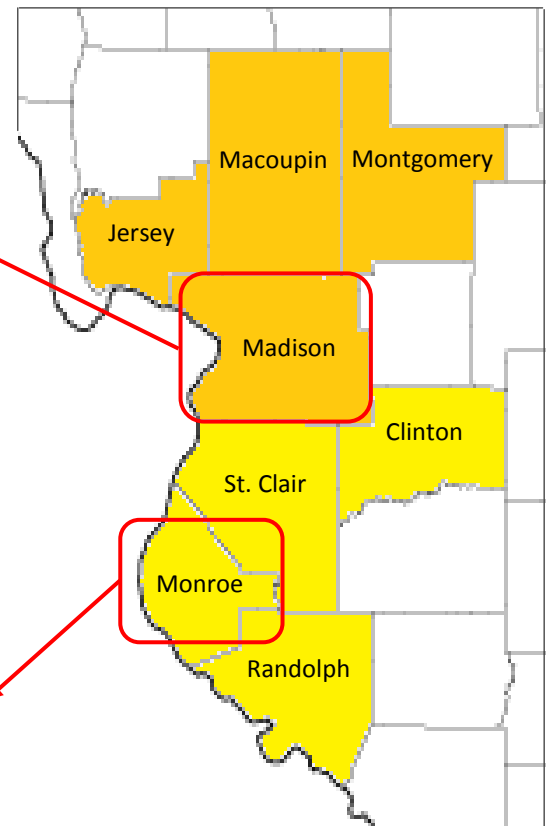 Macoupin
Montgomery
Jersey
Madison
Clinton
St. Clair
Monroe
Randolph